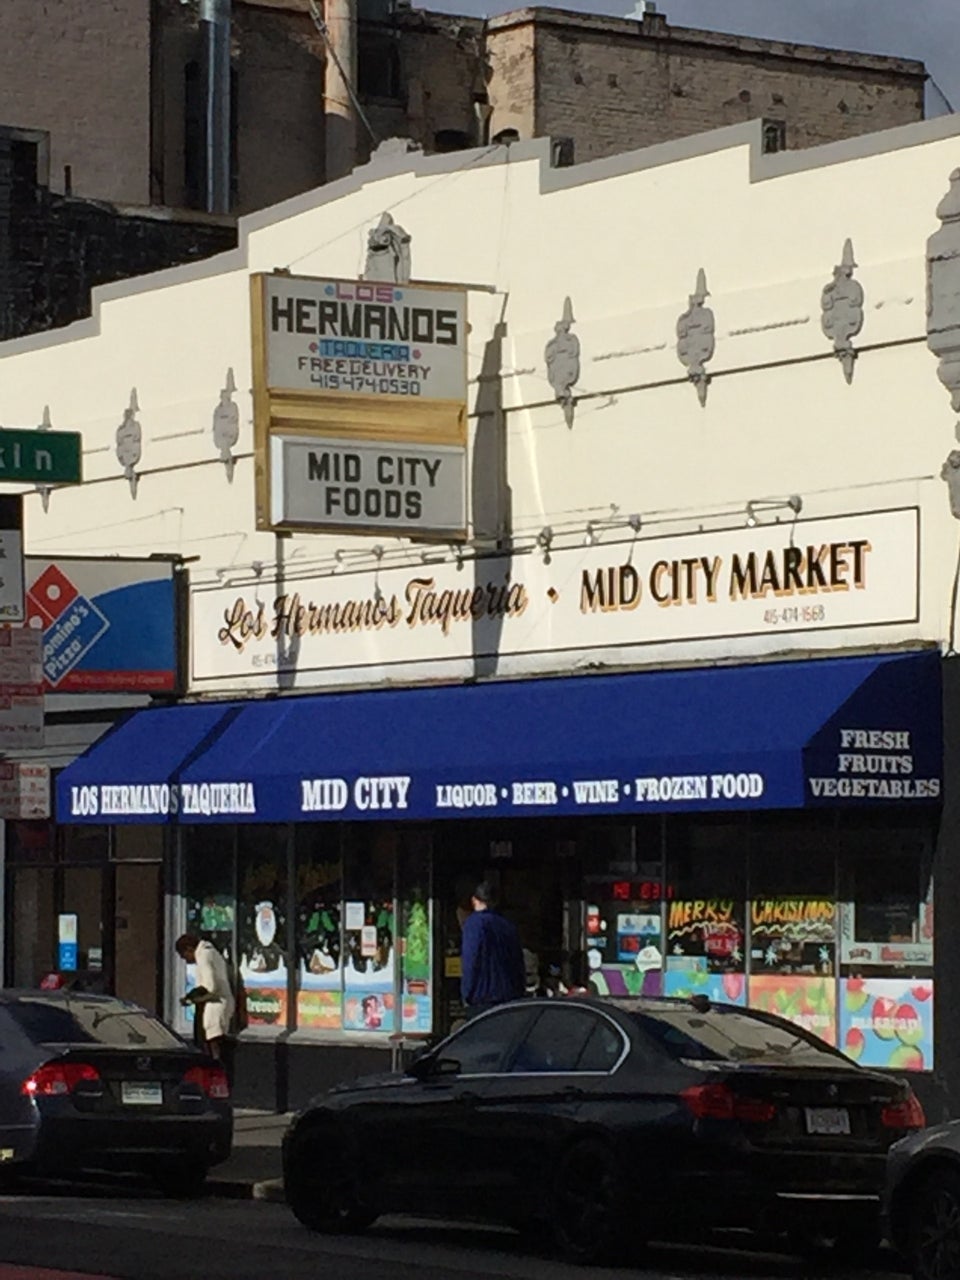 LOS
HERMANOS
TAQUERIA
FREE DELIVERY
415-474-0530
MID CITY
FOODS
kin
Domino's
Pizza
Los Hermanos Taqueria • MID CITY MARKET
415-474-1568
FRESH
FRUITS
VEGETABLES
LOS HERMANOS TAQUERIA
MID CITY
LIQUOR • BEER • WINE • FROZEN FOOD
MERRY CHRISTMAS